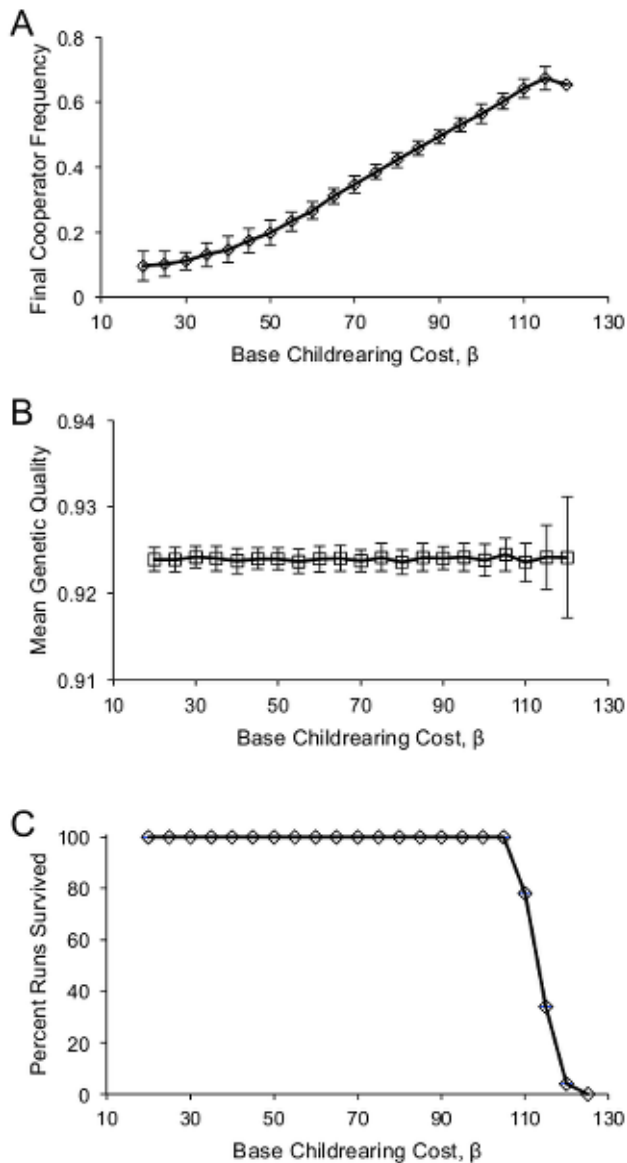 A
0.8
0.6
0.4
0.2
0
Final Cooperator Frequency
10 30 50 70 90 110 130
Base Childrearing Cost, β
B
0.94
0.93
0.92
0.91
Mean Genetic Quality
10 30 50 70 90 110 130
Base Childrearing Cost, β
C
100
80
60
40
20
0
Percent Runs Survived
10 30 50 70 90 110 130
Base Childrearing Cost, β